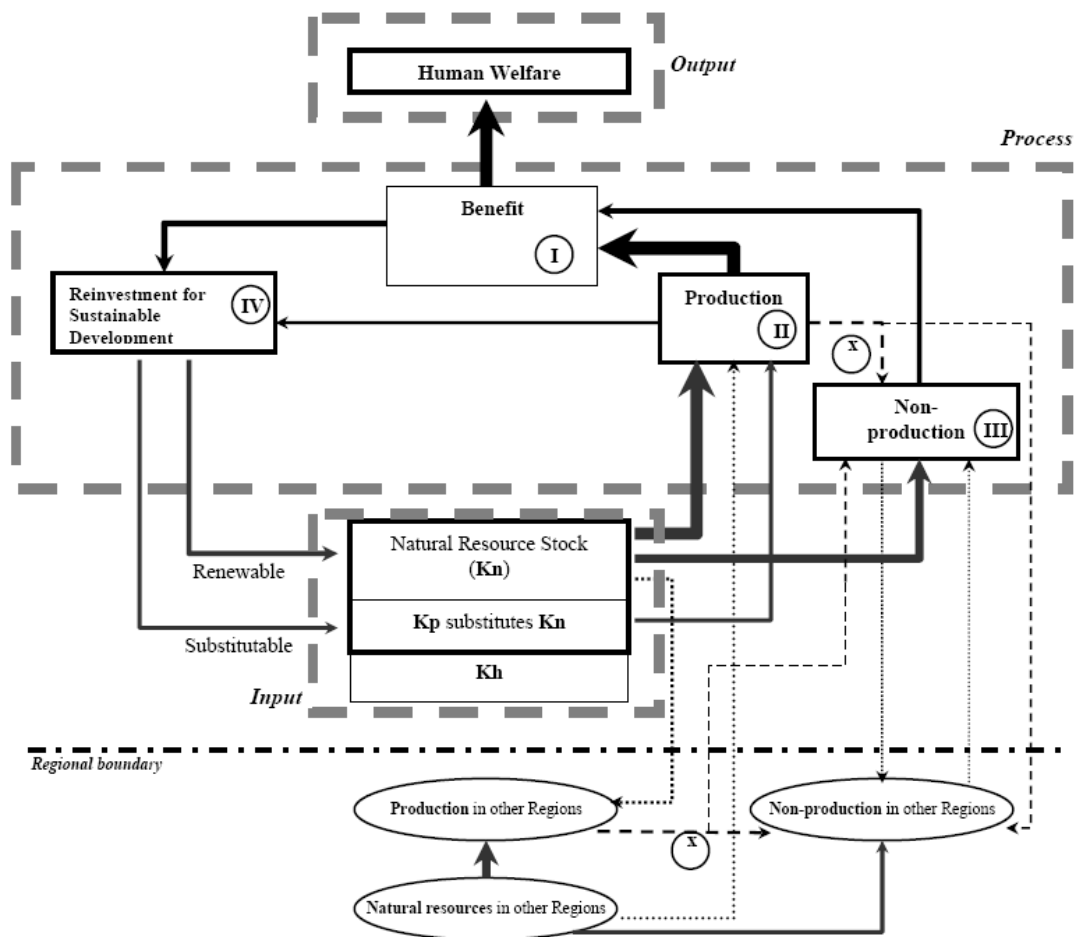 Human Welfare
Output
Process
Benefit
I
Reinvestment for
Sustainable
Development
IV
Production
II
x
Non-
production
III
Natural Resource Stock
(Kn)
Renewable
Kp substitutes Kn
Substitutable
Kh
Input
Regional boundary
Production in other Regions
Non-production in other Regions
x
Natural resources in other Regions